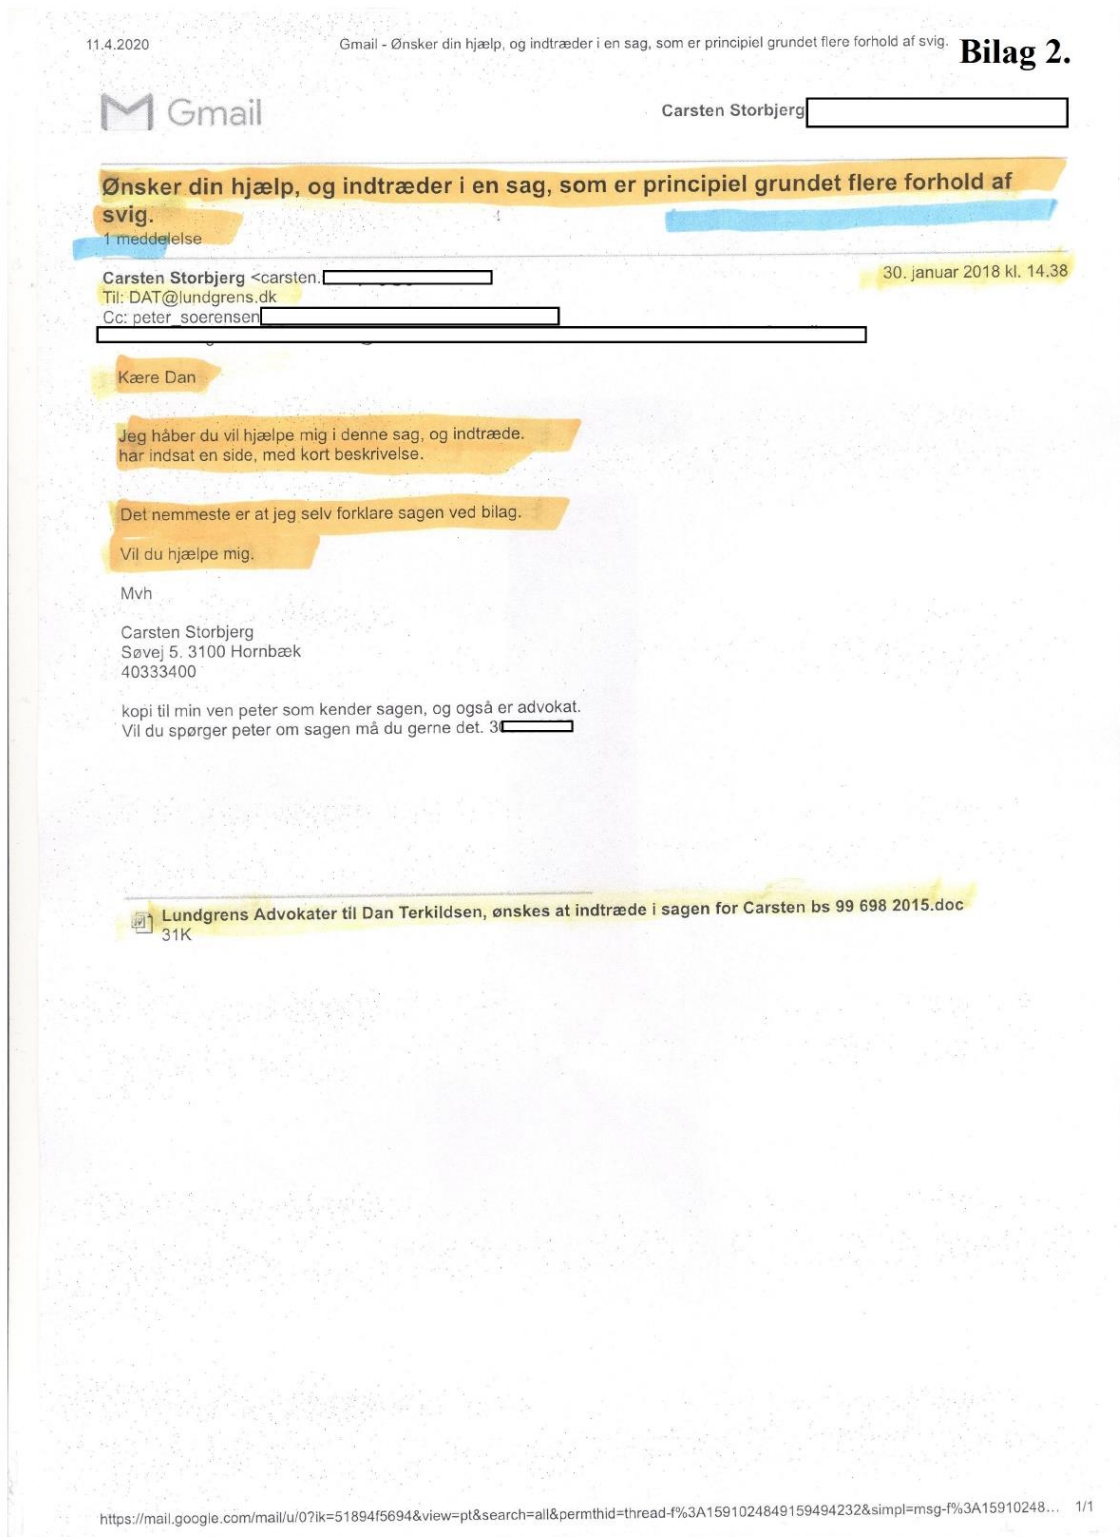 11.4.2020
Gmail - Ønsker din hjælp, og indtræder i en sag, som er principiel grundet flere forhold af svig.
Bilag 2.
Gmail
Carsten Storbjerg
Ønsker din hjælp, og indtræder i en sag, som er principiel grundet flere forhold af
svig.
1 meddelelse
Carsten Storbjerg <carsten.
30. januar 2018 kl. 14.38
Til: DAT@lundgrens.dk
Cc: peter_soerensen
Kære Dan
Jeg håber du vil hjælpe mig i denne sag, og indtræde.
har indsat en side, med kort beskrivelse.
Det nemmeste er at jeg selv forklare sagen ved bilag.
Vil du hjælpe mig.
Mvh
Carsten Storbjerg
Søvej 5. 3100 Hornbæk
40333400
kopi til min ven peter som kender sagen, og også er advokat.
Vil du spørger peter om sagen må du gerne det. 3
Lundgrens Advokater til Dan Terkildsen, ønskes at indtræde i sagen for Carsten bs 99 698 2015.doc
31K
https://mail.google.com/mail/u/0?ik=51894f5694&view=pt&search=all&permthid=thread-f%3A1591024849159494232&simpl=msg-f%3A15910248... 1/1